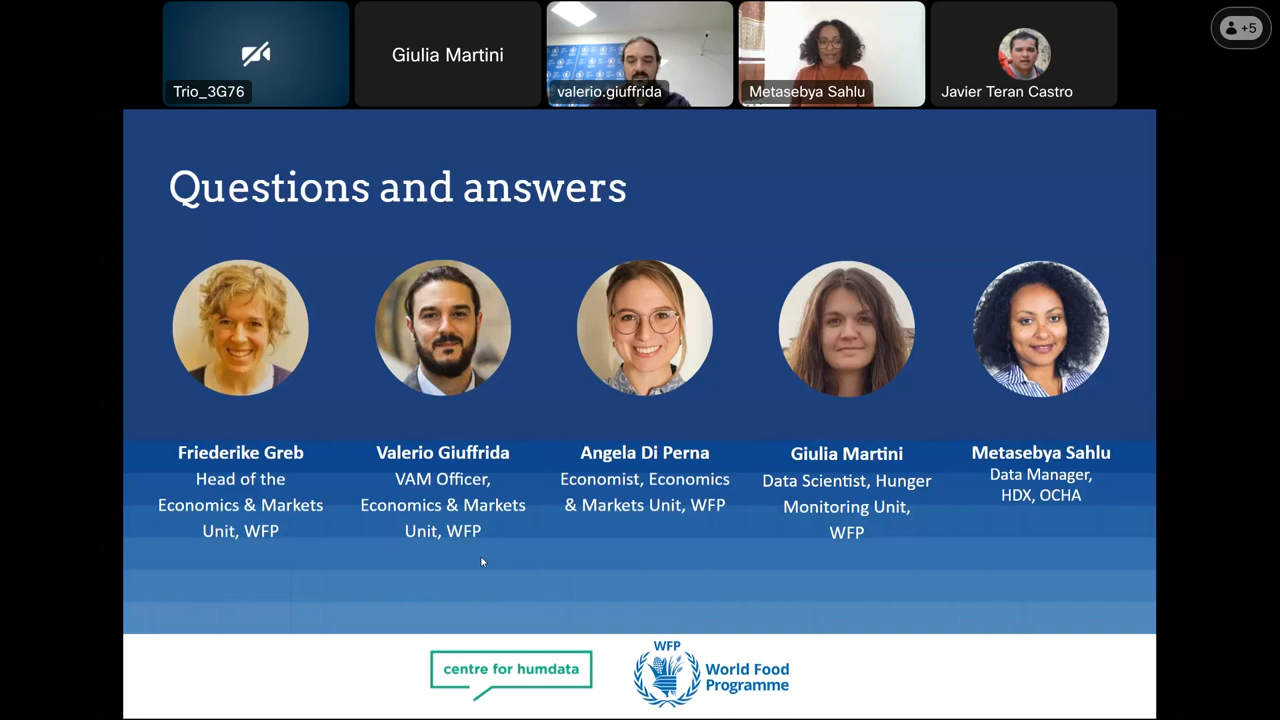 Trio_3G76
Giulia Martini
valerio.giuffrida
Metasebya Sahlu
Javier Teran Castro
+5
Questions and answers
Friederike Greb
Head of the
Economics & Markets
Unit, WFP
Valerio Giuffrida
VAM Officer,
Economics & Markets
Unit, WFP
Angela Di Perna
Economist, Economics
& Markets Unit, WFP
Giulia Martini
Data Scientist, Hunger
Monitoring Unit,
WFP
Metasebya Sahlu
Data Manager,
HDX, OCHA
centre for humdata
WFP
World Food
Programme